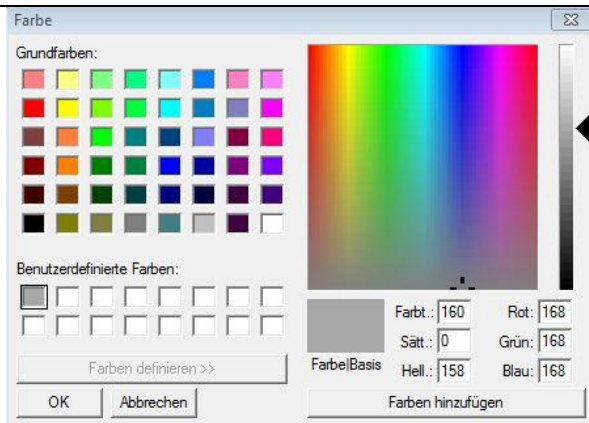 Farbe
Grundfarben:
Benutzerdefinierte Farben:
Farben definieren >>
OK Abbrechen
Farbe|Basis
Farbt.: 160 Rot: 168
Sätt.: 0 Grün: 168
Hell.: 158 Blau: 168
Farben hinzufügen